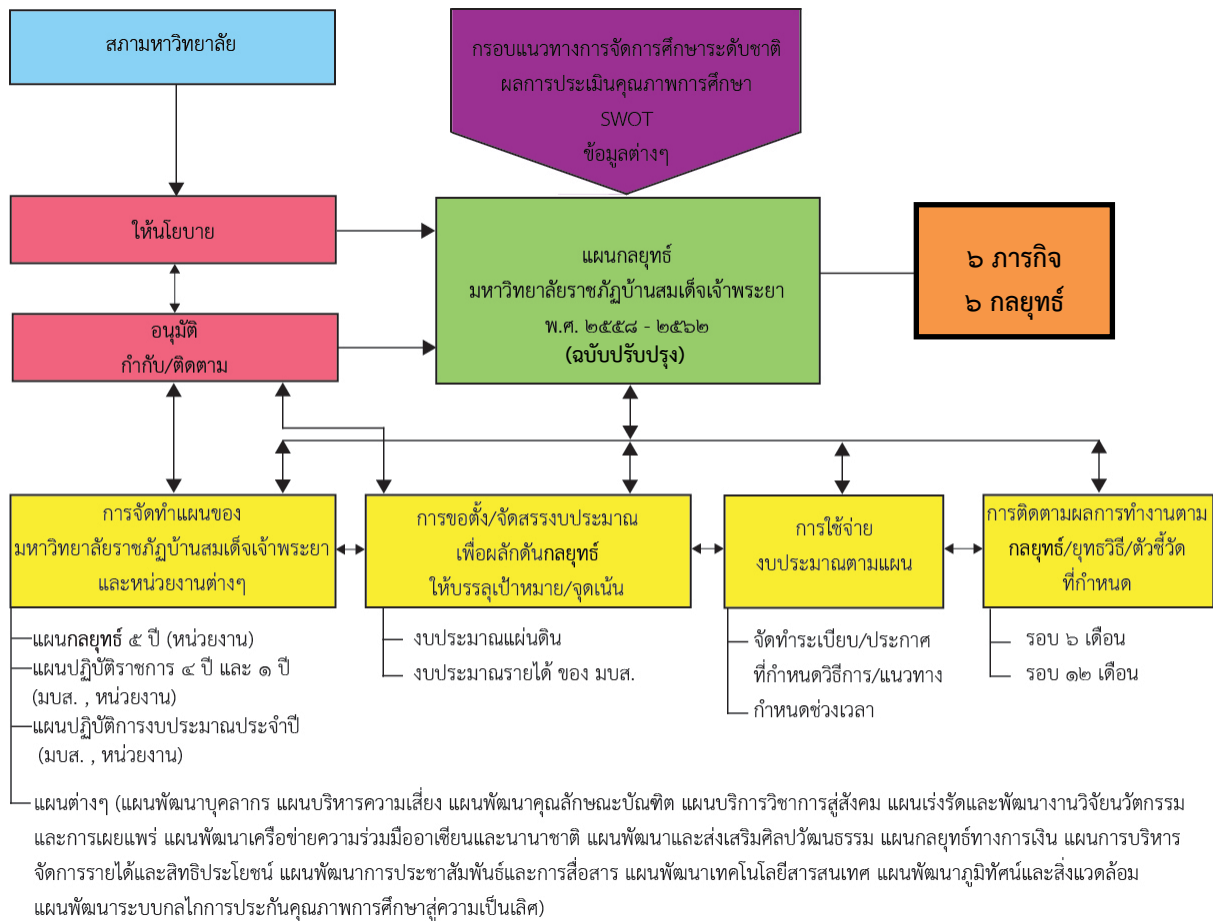 สภามหาวิทยาลัย
กรอบแนวทางการจัดการศึกษาระดับชาติ
ผลการประเมินคุณภาพการศึกษา
SWOT
ข้อมูลต่างๆ
ให้นโยบาย
แผนกลยุทธ์
มหาวิทยาลัยราชภัฏบ้านสมเด็จเจ้าพระยา
พ.ศ. ๒๕๕๘ - ๒๕๖๒
(ฉบับปรับปรุง)
๖ ภารกิจ
๖ กลยุทธ์
อนุมัติ
กำกับ/ติดตาม
การจัดทำแผนของ
มหาวิทยาลัยราชภัฏบ้านสมเด็จเจ้าพระยา
และหน่วยงานต่างๆ
การขอตั้ง/จัดสรรงบประมาณ
เพื่อผลักดันกลยุทธ์
ให้บรรลุเป้าหมาย/จุดเน้น
การใช้จ่าย
งบประมาณตามแผน
การติดตามผลการทำงานตาม
กลยุทธ์/ยุทธวิธี/ตัวชี้วัด
ที่กำหนด
แผนกลยุทธ์ ๕ ปี (หน่วยงาน)
แผนปฏิบัติราชการ ๔ ปี และ ๑ ปี
(มบส. , หน่วยงาน)
แผนปฏิบัติการงบประมาณประจำปี
(มบส. , หน่วยงาน)
งบประมาณแผ่นดิน
งบประมาณรายได้ ของ มบส.
จัดทำระเบียบ/ประกาศ
ที่กำหนดวิธีการ/แนวทาง
กำหนดช่วงเวลา
รอบ ๖ เดือน
รอบ ๑๒ เดือน
แผนต่างๆ (แผนพัฒนาบุคลากร แผนบริหารความเสี่ยง แผนพัฒนาคุณลักษณะบัณฑิต แผนบริการวิชาการสู่สังคม แผนเร่งรัดและพัฒนางานวิจัยนวัตกรรม
และการเผยแพร่ แผนพัฒนาเครือข่ายความร่วมมืออาเซียนและนานาชาติ แผนพัฒนาและส่งเสริมศิลปวัฒนธรรม แผนกลยุทธ์ทางการเงิน แผนการบริหาร
จัดการรายได้และสิทธิประโยชน์ แผนพัฒนาการประชาสัมพันธ์และการสื่อสาร แผนพัฒนาเทคโนโลยีสารสนเทศ แผนพัฒนาภูมิทัศน์และสิ่งแวดล้อม
แผนพัฒนาระบบกลไกการประกันคุณภาพการศึกษาสู่ความเป็นเลิศ)